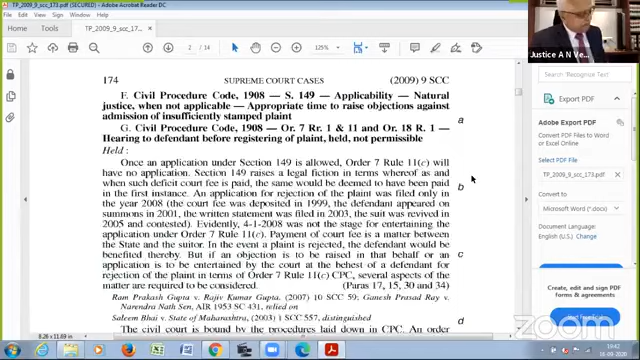 TP_2009_9_scc_173.pdf (SECURED) - Adobe Acrobat Reader DC
File Edit View Sign Window Help
Home Tools TP_2009_9_scc_17... ×
2 / 14 125%
Justice A N Ve
174 SUPREME COURT CASES (2009) 9 SCC
F. Civil Procedure Code, 1908 — S. 149 — Applicability — Natural
justice, when not applicable — Appropriate time to raise objections against
admission of insufficiently stamped plaint
a
G. Civil Procedure Code, 1908 — Or. 7 Rr. 1 & 11 and Or. 18 R. 1 —
Hearing to defendant before registering of plaint, held, not permissible
Held :
Once an application under Section 149 is allowed, Order 7 Rule 11(c) will
have no application. Section 149 raises a legal fiction in terms whereof as and
when such deficit court fee is paid, the same would be deemed to have been paid
b
in the first instance. An application for rejection of the plaint was filed only in
the year 2008 (the court fee was deposited in 1999, the defendant appeared on
summons in 2001, the written statement was filed in 2003, the suit was revived in
2005 and contested). Evidently, 4-1-2008 was not the stage for entertaining the
application under Order 7 Rule 11(c). Payment of court fee is a matter between
the State and the suitor. In the event a plaint is rejected, the defendant would be
benefited thereby. But if an objection is to be raised in that behalf or an
c
application is to be entertained by the court at the behest of a defendant for
rejection of the plaint in terms of Order 7 Rule 11(c) CPC, several aspects of
the matter are required to be considered. (Paras 17, 15, 30 and 34)
Ram Prakash Gupta v. Rajiv Kumar Gupta, (2007) 10 SCC 59; Ganesh Prasad Ray v.
Narendra Nath Sen, AIR 1953 SC 431, relied on
Saleem Bhai v. State of Maharashtra, (2003) 1 SCC 557, distinguished
d
The civil court is bound by the procedures laid down in CPC. An order
8.26 x 11.69 in
Search 'Redaction'
Export PDF
Adobe Export PDF
Convert PDF Files to Word
or Excel Online
Select PDF File
TP_2009_9_scc_173.pdf ×
Convert to
Microsoft Word (*.docx)
Document Language:
English (U.S.) Change
Create, edit and sign PDF
forms & agreements
zoom
19:42
16-09-2020